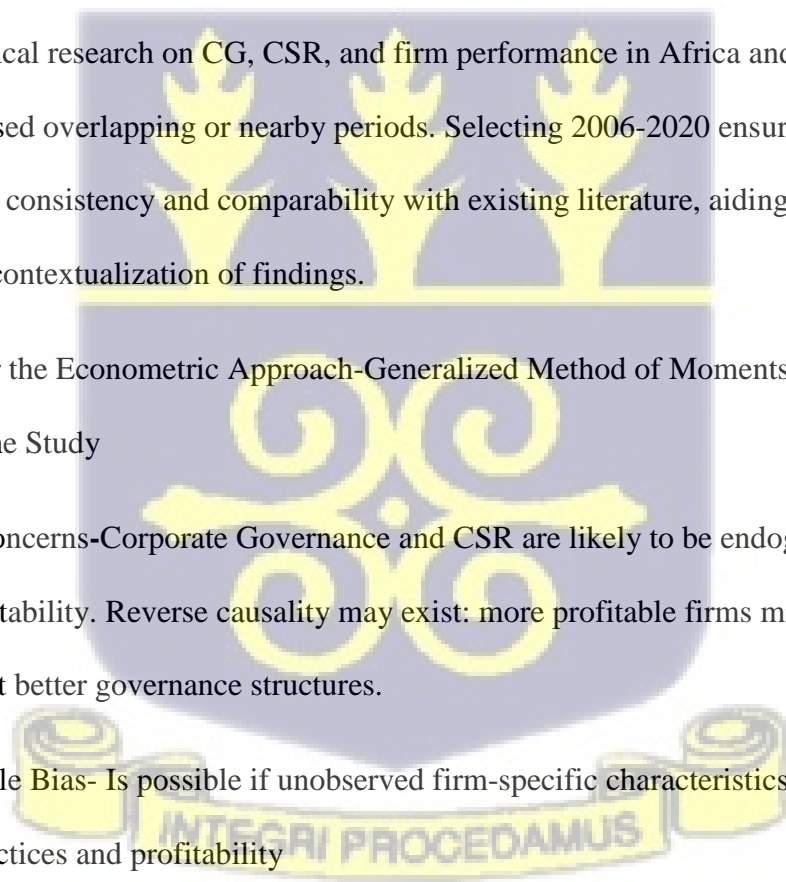 ical research on CG, CSR, and firm performance in Africa and
sed overlapping or nearby periods. Selecting 2006-2020 ensur
consistency and comparability with existing literature, aiding
contextualization of findings.
r the Econometric Approach-Generalized Method of Moments
ne Study
oncerns-Corporate Governance and CSR are likely to be endog
tability. Reverse causality may exist: more profitable firms mi
t better governance structures.
le Bias- Is possible if unobserved firm-specific characteristics
INTEGRI PROCEDAMUS
ctices and profitability